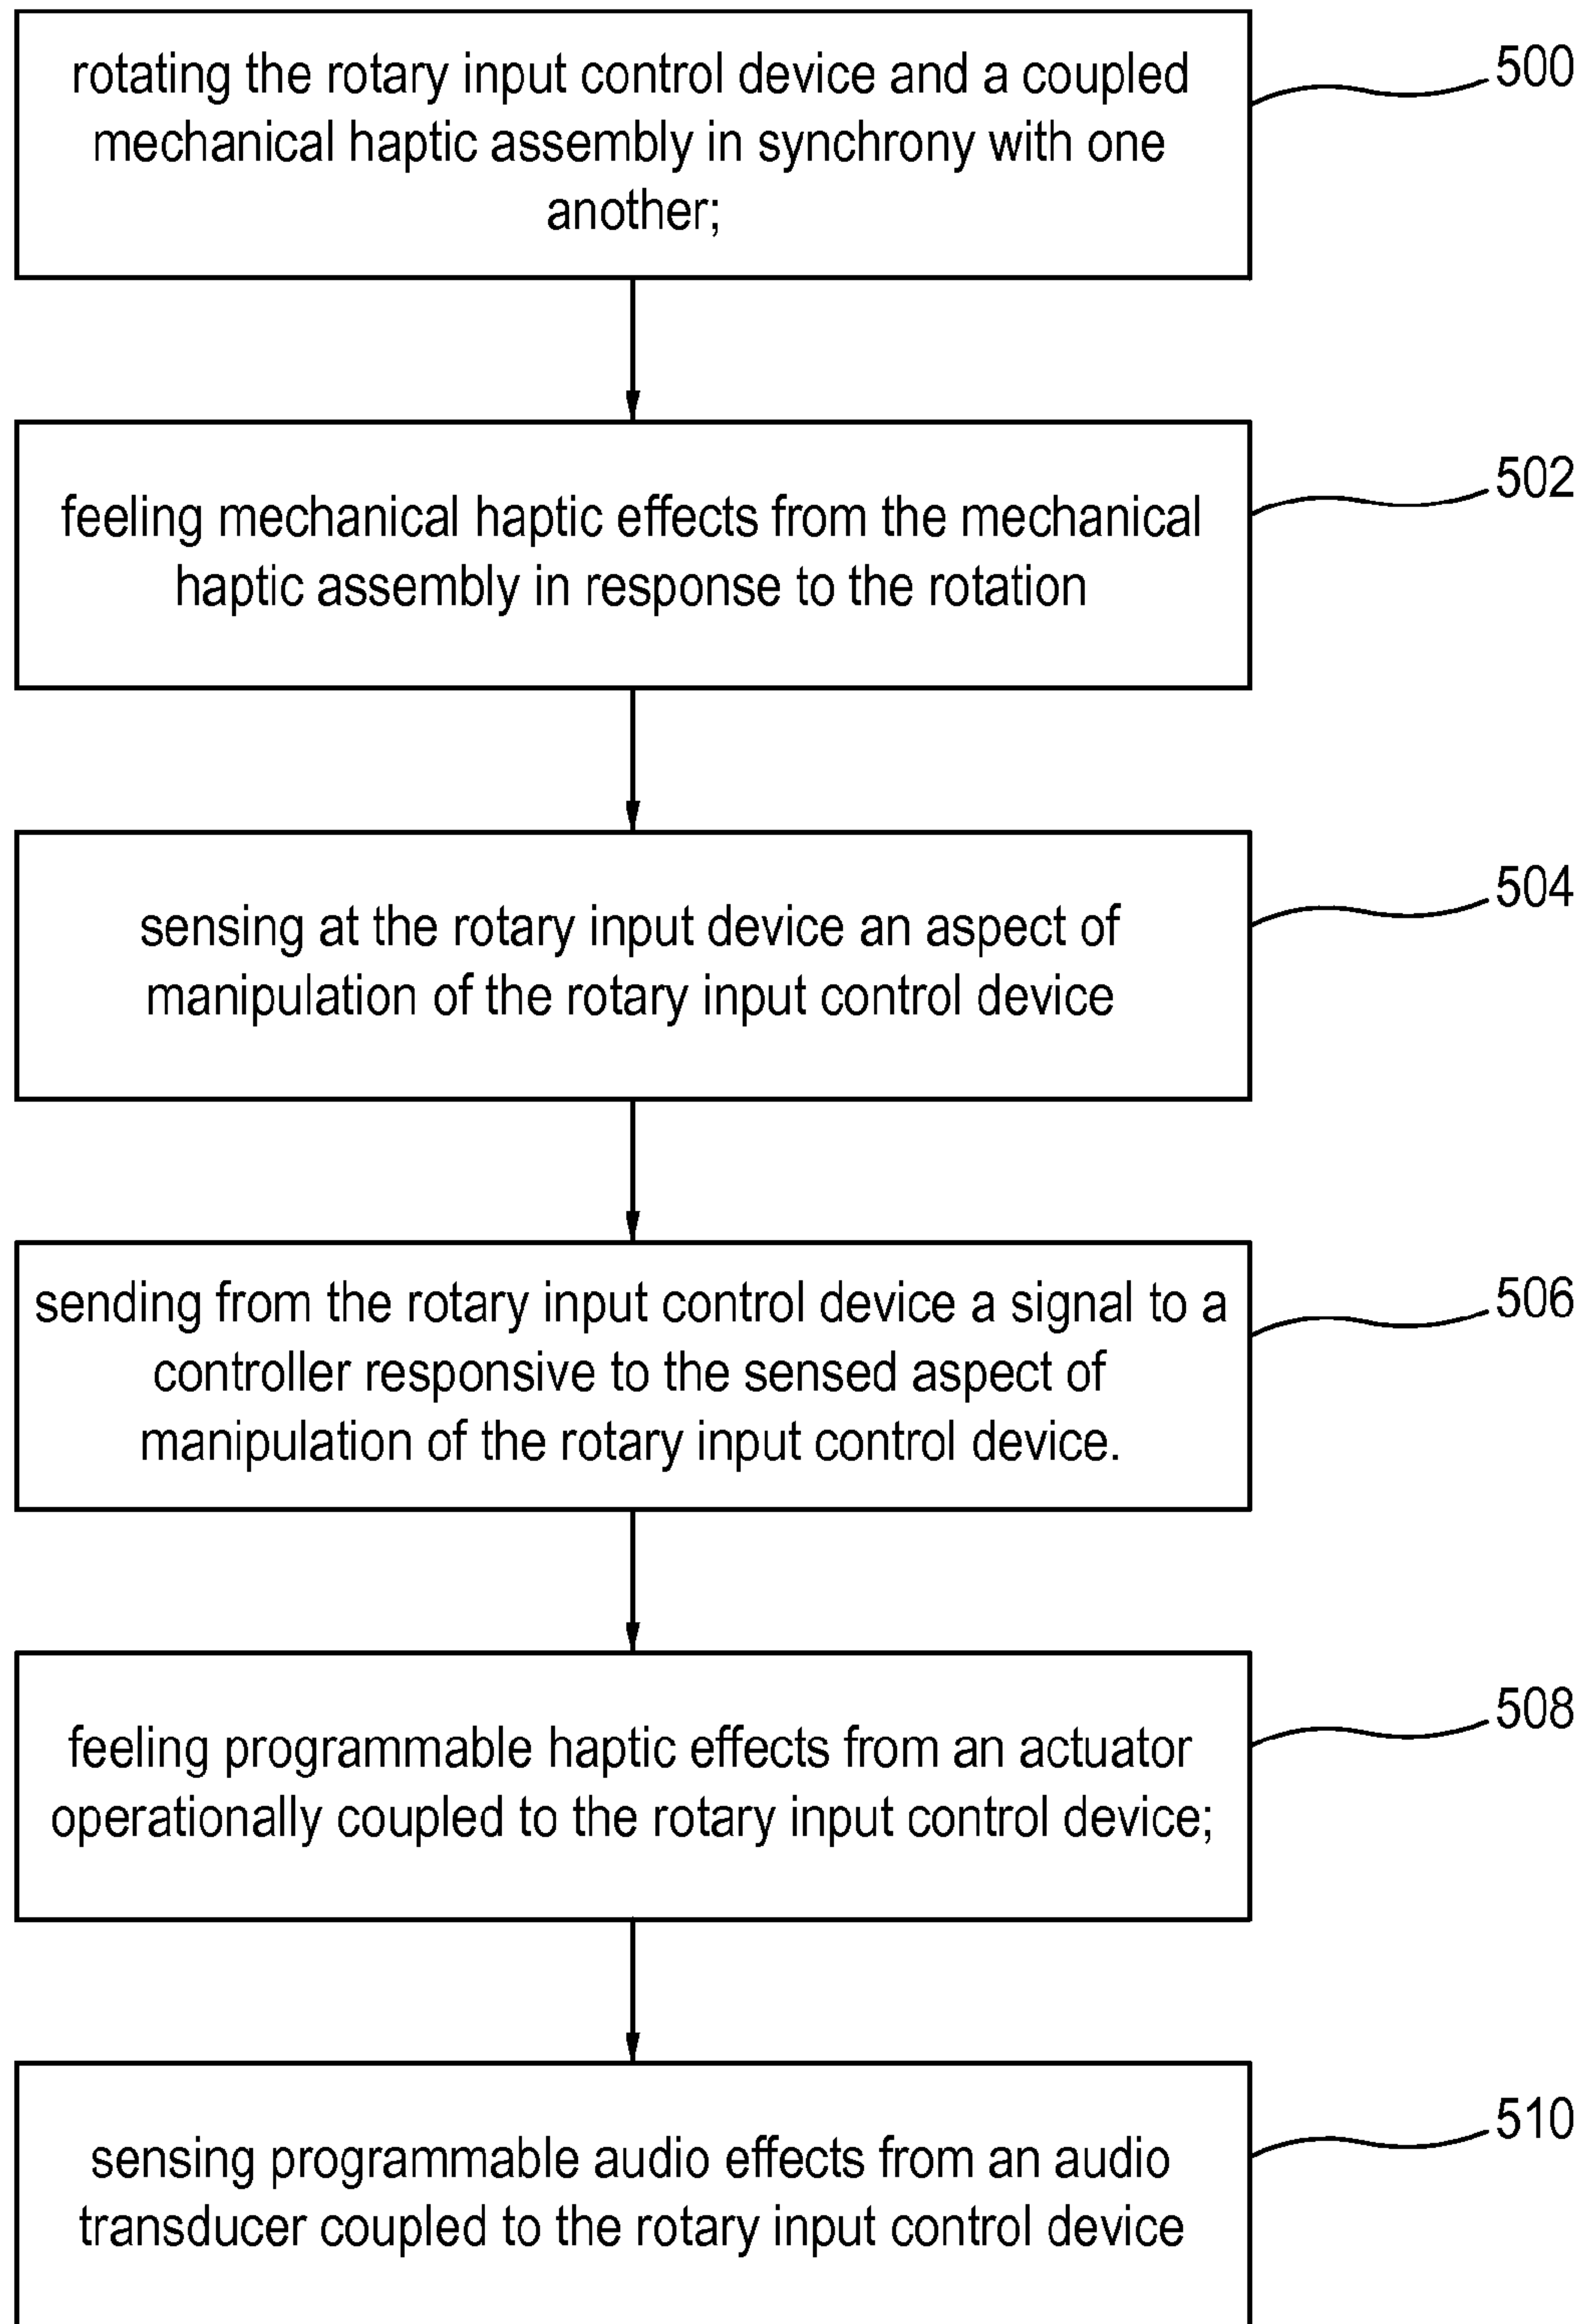 rotating the rotary input control device and a coupled
mechanical haptic assembly in synchrony with one
another;
500
feeling mechanical haptic effects from the mechanical
haptic assembly in response to the rotation
502
sensing at the rotary input device an aspect of
manipulation of the rotary input control device
504
sending from the rotary input control device a signal to a
controller responsive to the sensed aspect of
manipulation of the rotary input control device.
506
feeling programmable haptic effects from an actuator
operationally coupled to the rotary input control device;
508
sensing programmable audio effects from an audio
transducer coupled to the rotary input control device
510